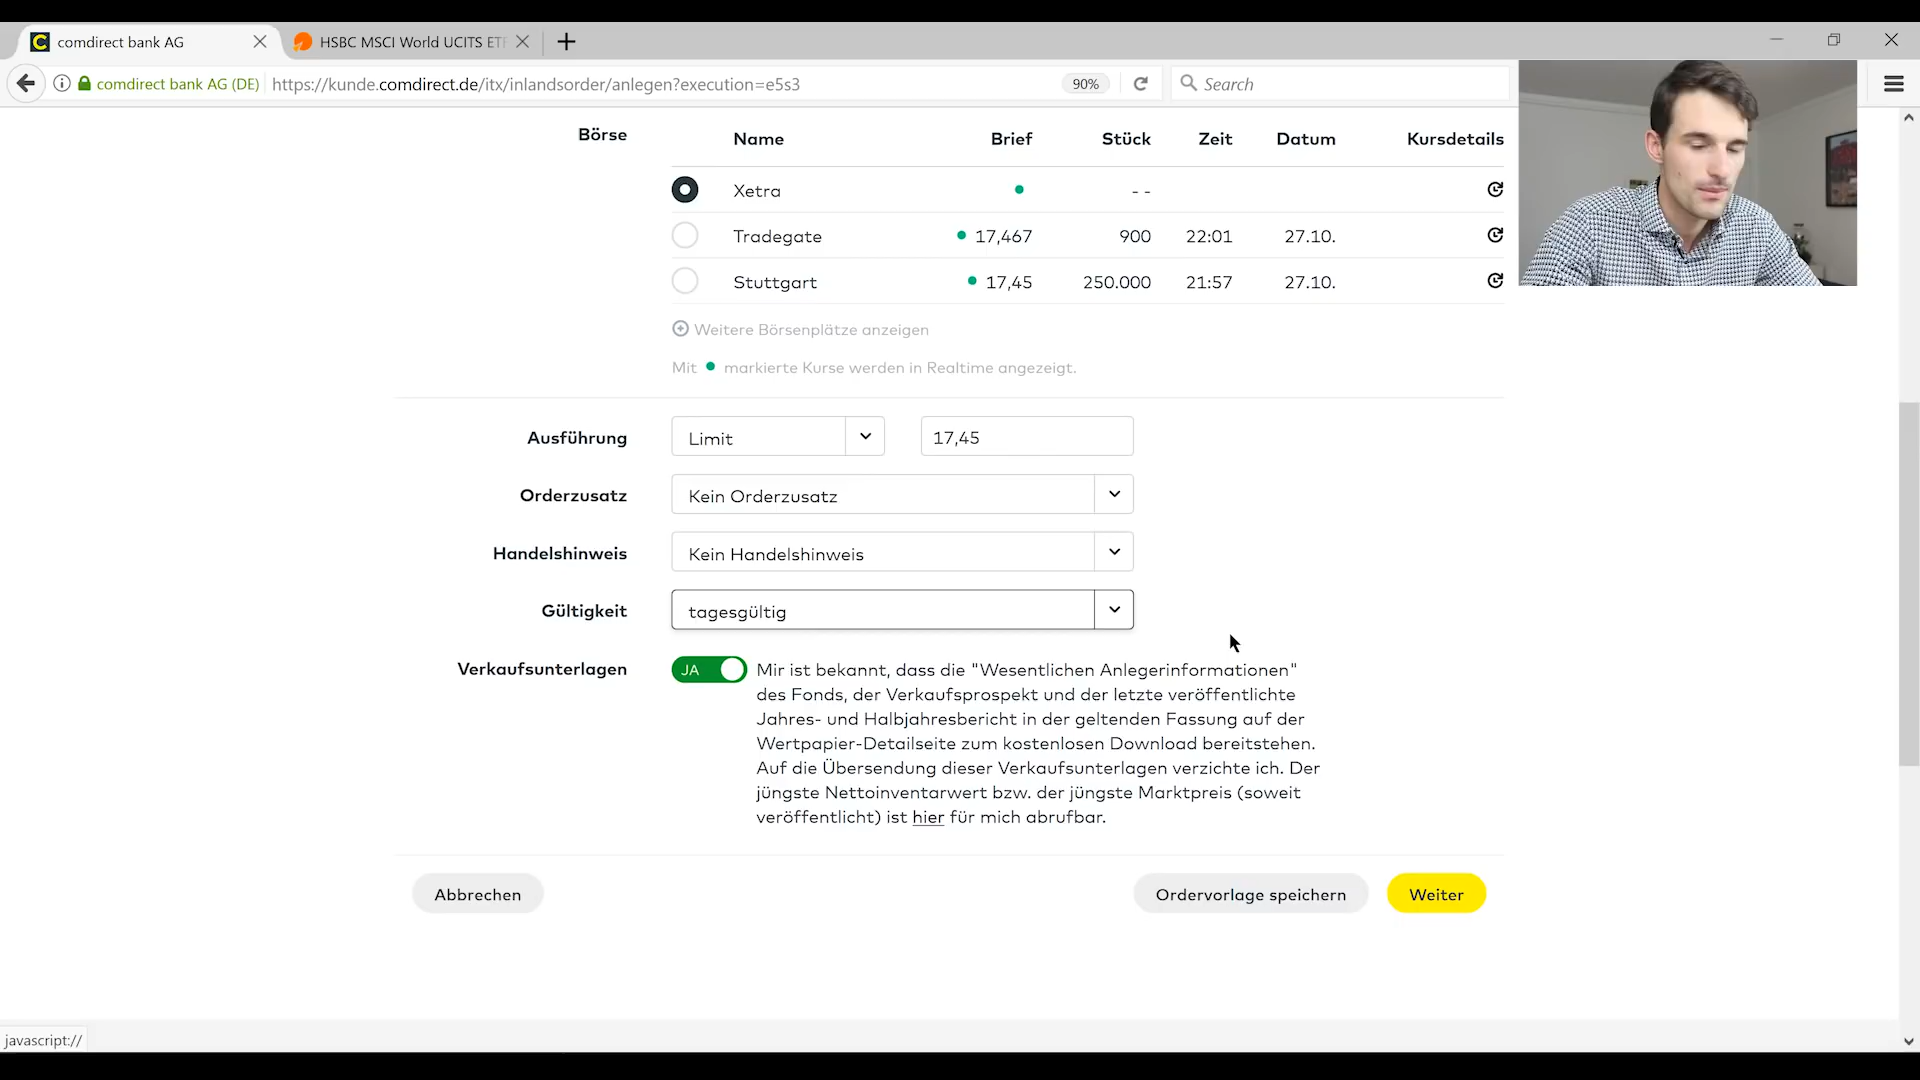 comdirect bank AG
HSBC MSCI World UCITS ETF
comdirect bank AG (DE)
https://kunde.comdirect.de/itx/inlandsorder/anlegen?execution=e5s3
90%
Search
Börse
Name Brief Stück Zeit Datum Kursdetails
Xetra - -
Tradegate 17,467 900 22:01 27.10.
Stuttgart 17,45 250.000 21:57 27.10.
Weitere Börsenplätze anzeigen
Mit markierte Kurse werden in Realtime angezeigt.
Ausführung Limit 17,45
Orderzusatz Kein Orderzusatz
Handelshinweis Kein Handelshinweis
Gültigkeit tagesgültig
Verkaufsunterlagen JA Mir ist bekannt, dass die "Wesentlichen Anlegerinformationen"
des Fonds, der Verkaufsprospekt und der letzte veröffentlichte
Jahres- und Halbjahresbericht in der geltenden Fassung auf der
Wertpapier-Detailseite zum kostenlosen Download bereitstehen.
Auf die Übersendung dieser Verkaufsunterlagen verzichte ich. Der
jüngste Nettoinventarwert bzw. der jüngste Marktpreis (soweit
veröffentlicht) ist hier für mich abrufbar.
Abbrechen Ordervorlage speichern Weiter
javascript://